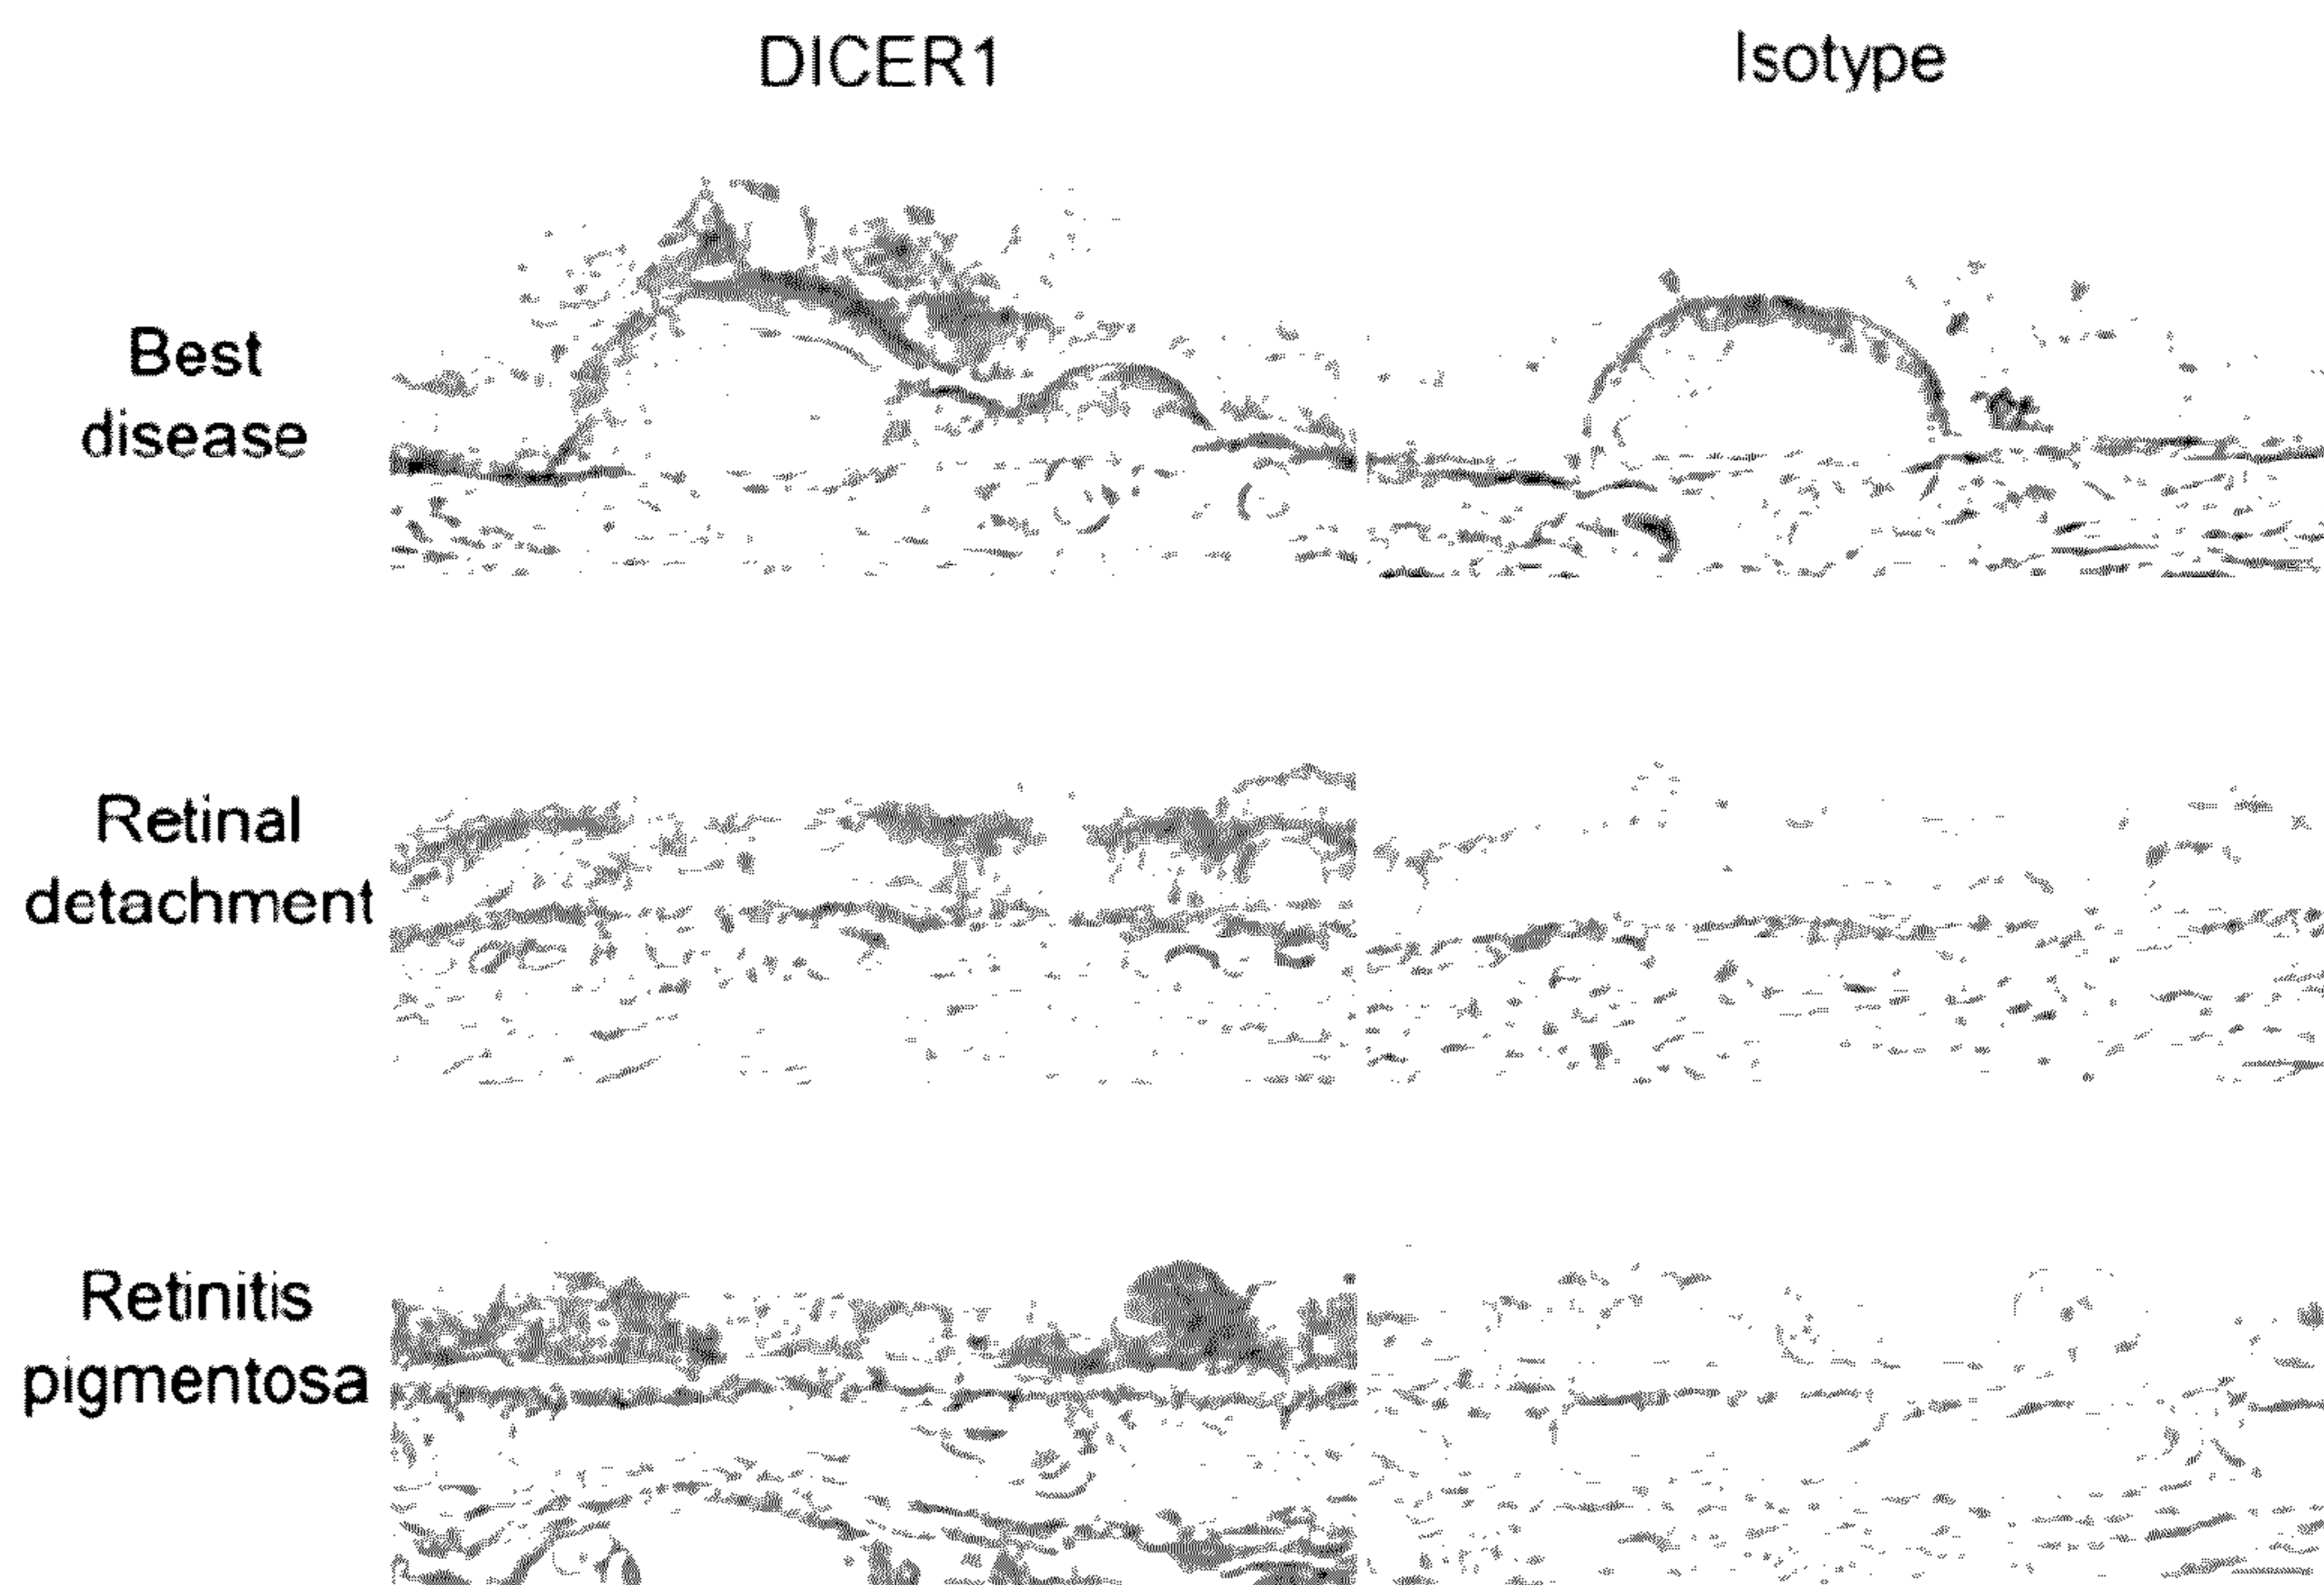 DICER1
Isotype
Best
disease
Retinal
detachment
Retinitis
pigmentosa